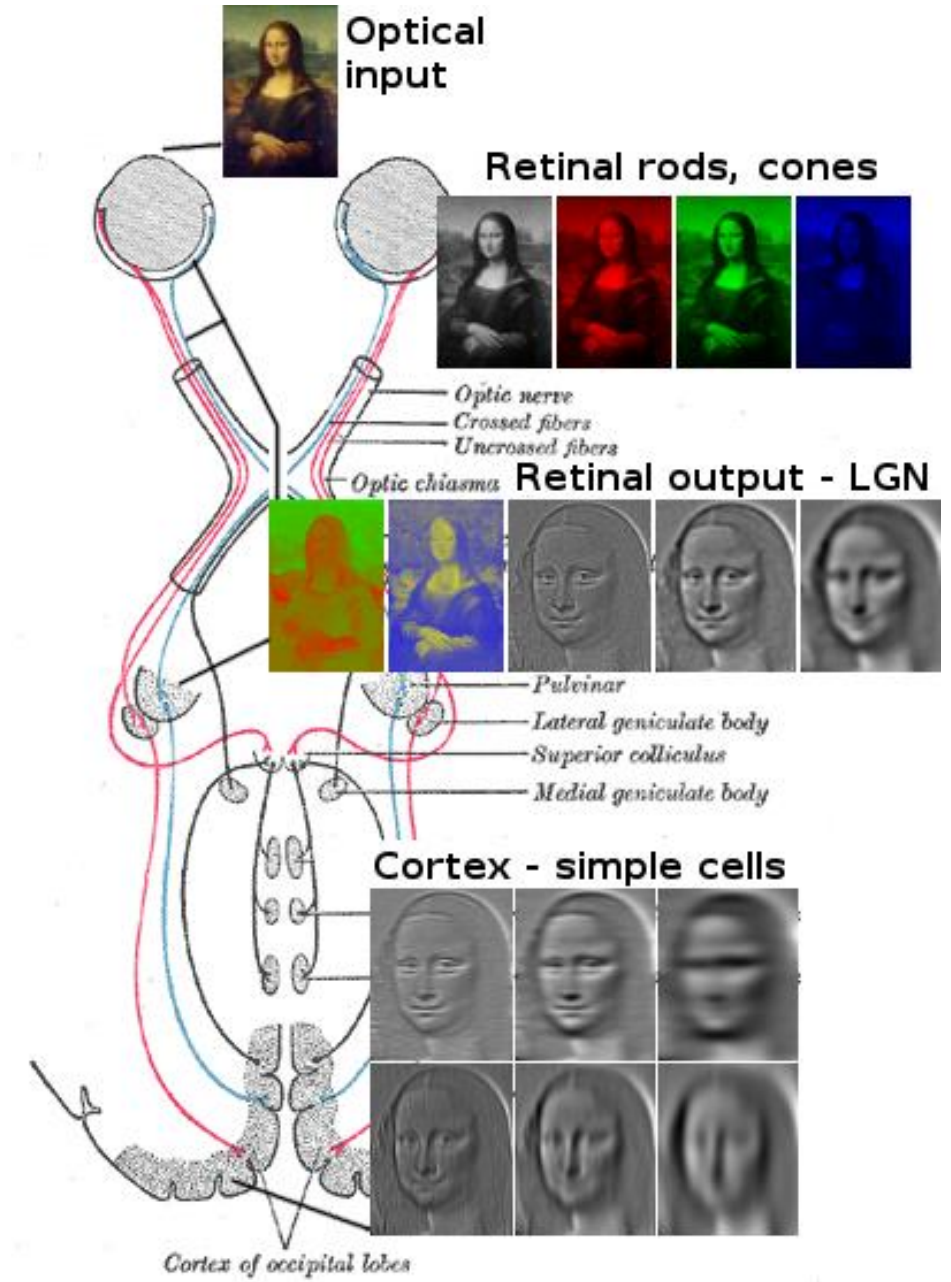 Optical
input
Retinal rods, cones
Optic nerve
Crossed fibers
Uncrossed fibers
Optic chiasma
Retinal output - LGN
Pulvinar
Lateral geniculate body
Superior colliculus
Medial geniculate body
Cortex - simple cells
Cortex of occipital lobes